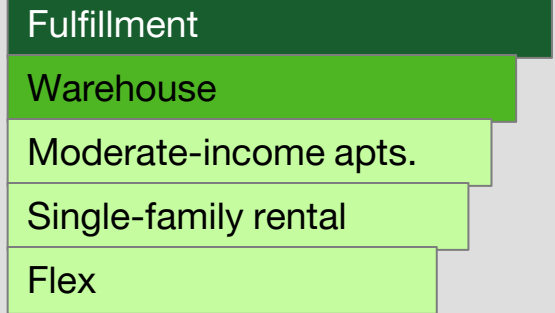 Fulfillment
Warehouse
Moderate-income apts.
Single-family rental
Flex